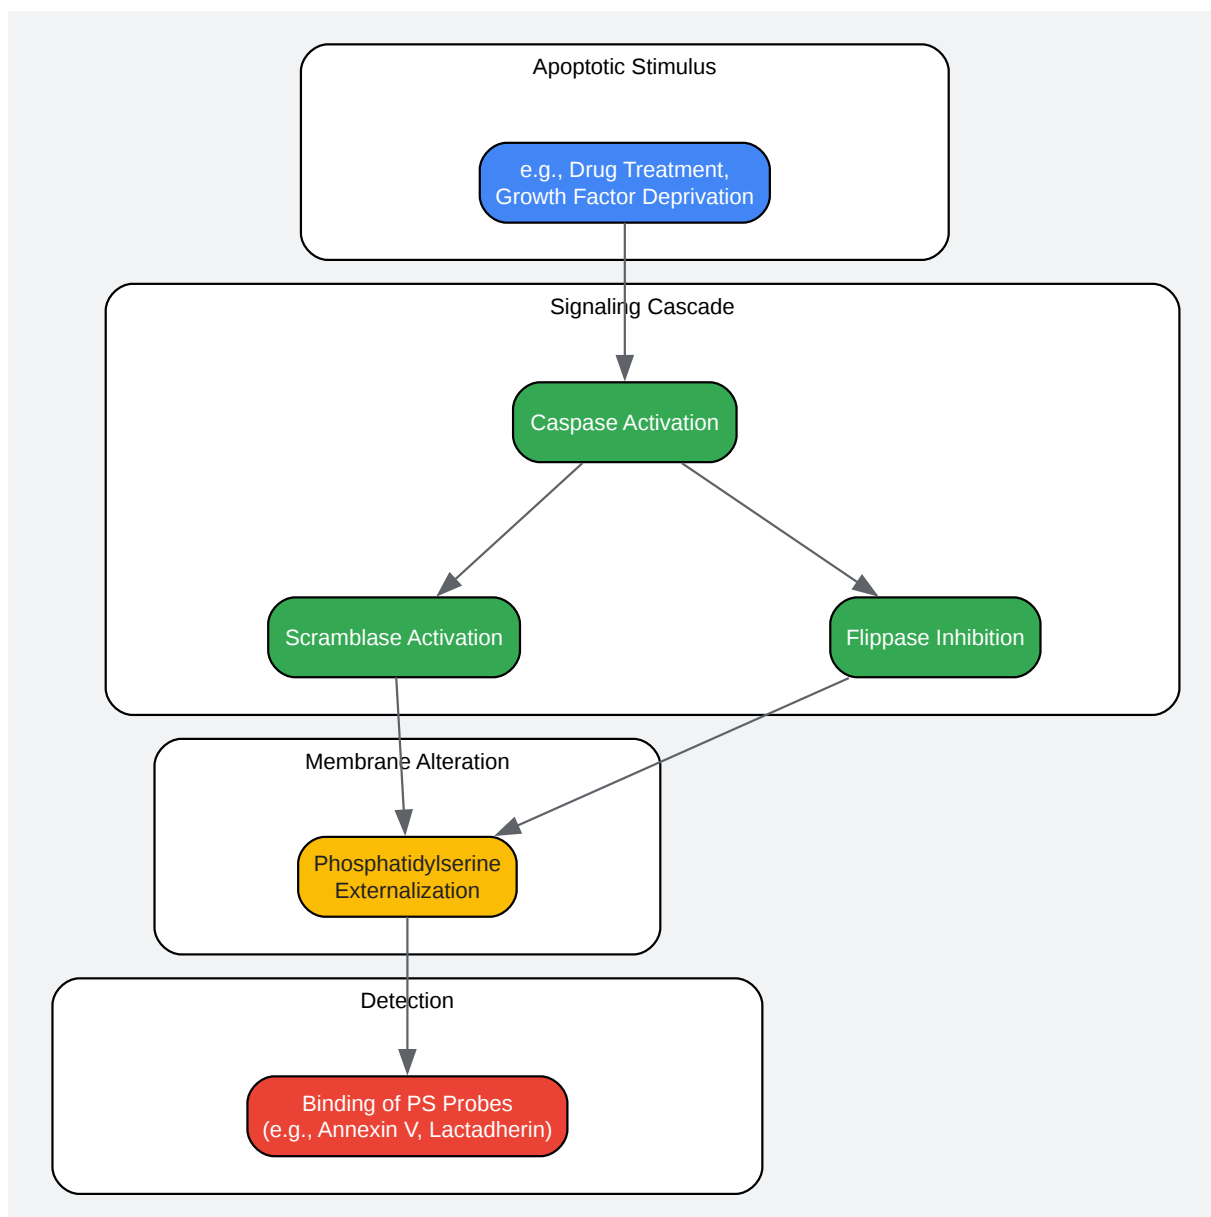 Apoptotic Stimulus
e.g., Drug Treatment,
Growth Factor Deprivation
Signaling Cascade
Caspase Activation
Scramblase Activation
Flippase Inhibition
Membrane Alteration
Phosphatidylserine
Externalization
Detection
Binding of PS Probes
(e.g., Annexin V, Lactadherin)